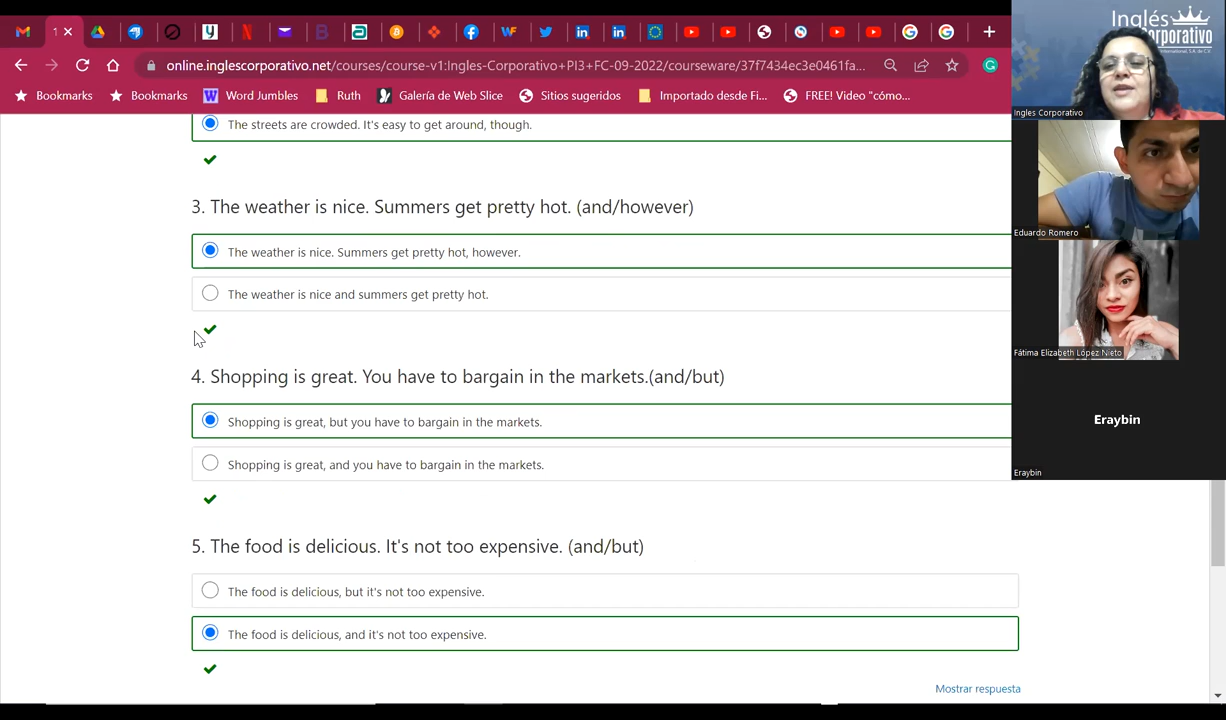 online.inglescorporativo.net/courses/course-v1:Ingles-Corporativo+PI3+FC-09-2022/courseware/37f7434ec3e0461fa...
Bookmarks Bookmarks Word Jumbles Ruth Galería de Web Slice Sitios sugeridos Importado desde Fi... FREE! Video "cómo...
The streets are crowded. It's easy to get around, though.
3. The weather is nice. Summers get pretty hot. (and/however)
The weather is nice. Summers get pretty hot, however.
The weather is nice and summers get pretty hot.
4. Shopping is great. You have to bargain in the markets.(and/but)
Shopping is great, but you have to bargain in the markets.
Shopping is great, and you have to bargain in the markets.
5. The food is delicious. It's not too expensive. (and/but)
The food is delicious, but it's not too expensive.
The food is delicious, and it's not too expensive.
Mostrar respuesta
Inglés
Corporativo
International, S.A. de C.V.
Ingles Corporativo
Eduardo Romero
Fátima Elizabeth López Nieto
Eraybin
Eraybin